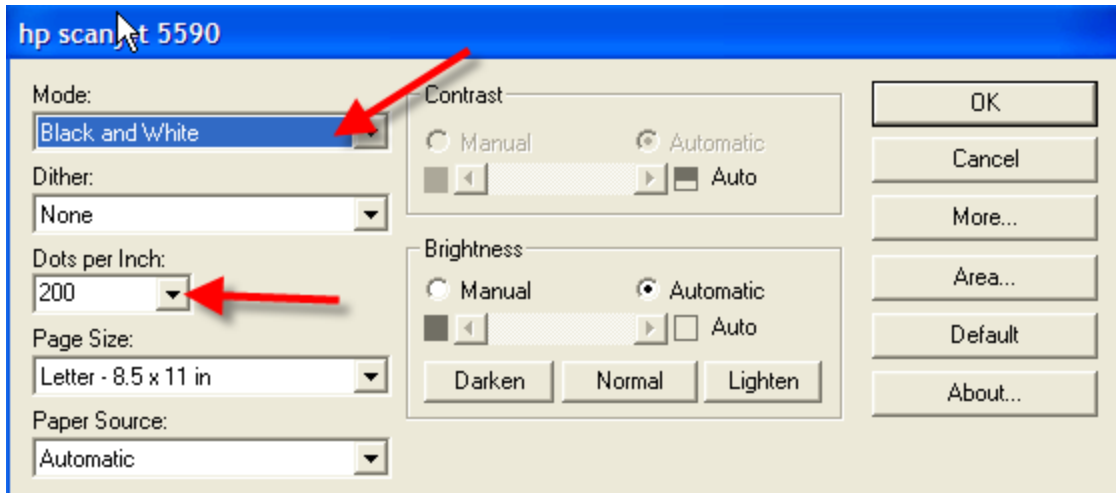 hp scanjet 5590
Mode:
Black and White
Dither:
None
Dots per Inch:
200
Page Size:
Letter - 8.5 x 11 in
Paper Source:
Automatic
Contrast
Manual Automatic
Auto
Brightness
Manual Automatic
Auto
Darken Normal Lighten
OK
Cancel
More...
Area...
Default
About...